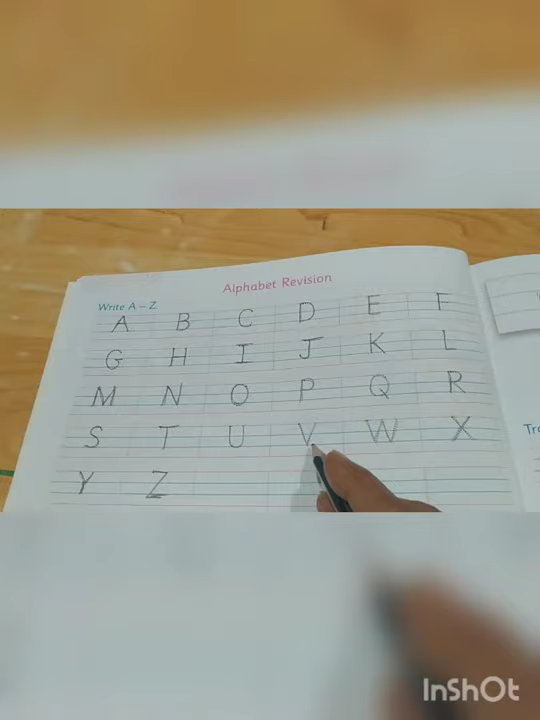 Alphabet Revision
Write A – Z
A B C D E F
G H I J K L
M N O P Q R
S T U V W X
Y Z
InShOt